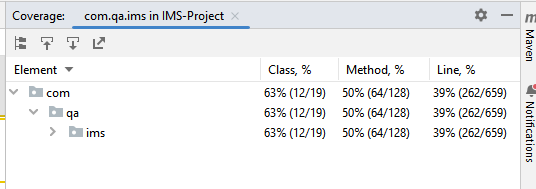 Coverage: com.qa.ims in IMS-Project
Element Class, % Method, % Line, %
com 63% (12/19) 50% (64/128) 39% (262/659)
qa 63% (12/19) 50% (64/128) 39% (262/659)
ims 63% (12/19) 50% (64/128) 39% (262/659)
m
Maven
Notifications